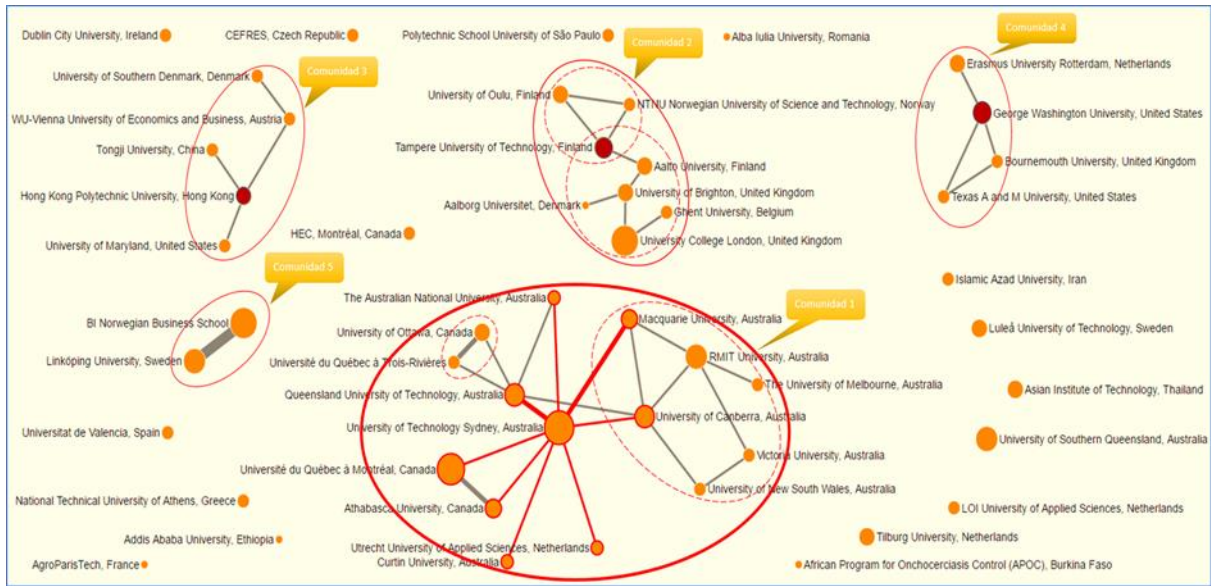 Dublin City University, Ireland
CEFRES, Czech Republic
Polytechnic School University of São Paulo
Alba Iulia University, Romania
Comunidad 3
University of Southern Denmark, Denmark
WU-Vienna University of Economics and Business, Austria
Tongji University, China
Hong Kong Polytechnic University, Hong Kong
University of Maryland, United States
Comunidad 2
University of Oulu, Finland
NTNU Norwegian University of Science and Technology, Norway
Tampere University of Technology, Finland
Aalto University, Finland
University of Brighton, United Kingdom
Aalborg Universitet, Denmark
Ghent University, Belgium
University College London, United Kingdom
Comunidad 4
Erasmus University Rotterdam, Netherlands
George Washington University, United States
Bournemouth University, United Kingdom
Texas A and M University, United States
HEC, Montréal, Canada
Comunidad 5
BI Norwegian Business School
Linköping University, Sweden
Comunidad 1
The Australian National University, Australia
Macquarie University, Australia
University of Ottawa, Canada
Université du Québec à Trois-Rivières
RMIT University, Australia
The University of Melbourne, Australia
Queensland University of Technology, Australia
University of Canberra, Australia
University of Technology Sydney, Australia
Victoria University, Australia
Université du Québec à Montréal, Canada
University of New South Wales, Australia
Athabasca University, Canada
Utrecht University of Applied Sciences, Netherlands
Curtin University, Australia
Islamic Azad University, Iran
Luleå University of Technology, Sweden
Asian Institute of Technology, Thailand
University of Southern Queensland, Australia
LOI University of Applied Sciences, Netherlands
Tilburg University, Netherlands
African Program for Onchocerciasis Control (APOC), Burkina Faso
Universitat de Valencia, Spain
National Technical University of Athens, Greece
Addis Ababa University, Ethiopia
AgroParisTech, France